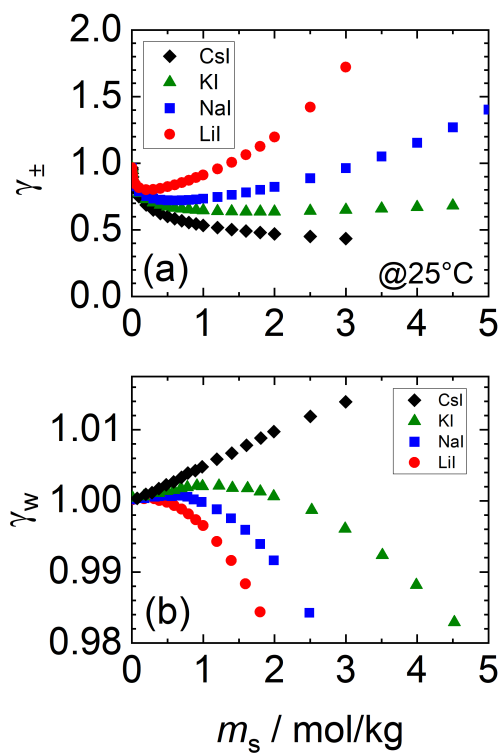 2.0
1.5
1.0
0.5
0.0
γ±
CsI
KI
NaI
LiI
(a)
@25°C
0 1 2 3 4 5
1.01
1.00
0.99
0.98
γw
CsI
KI
NaI
LiI
(b)
0 1 2 3 4 5
ms / mol/kg